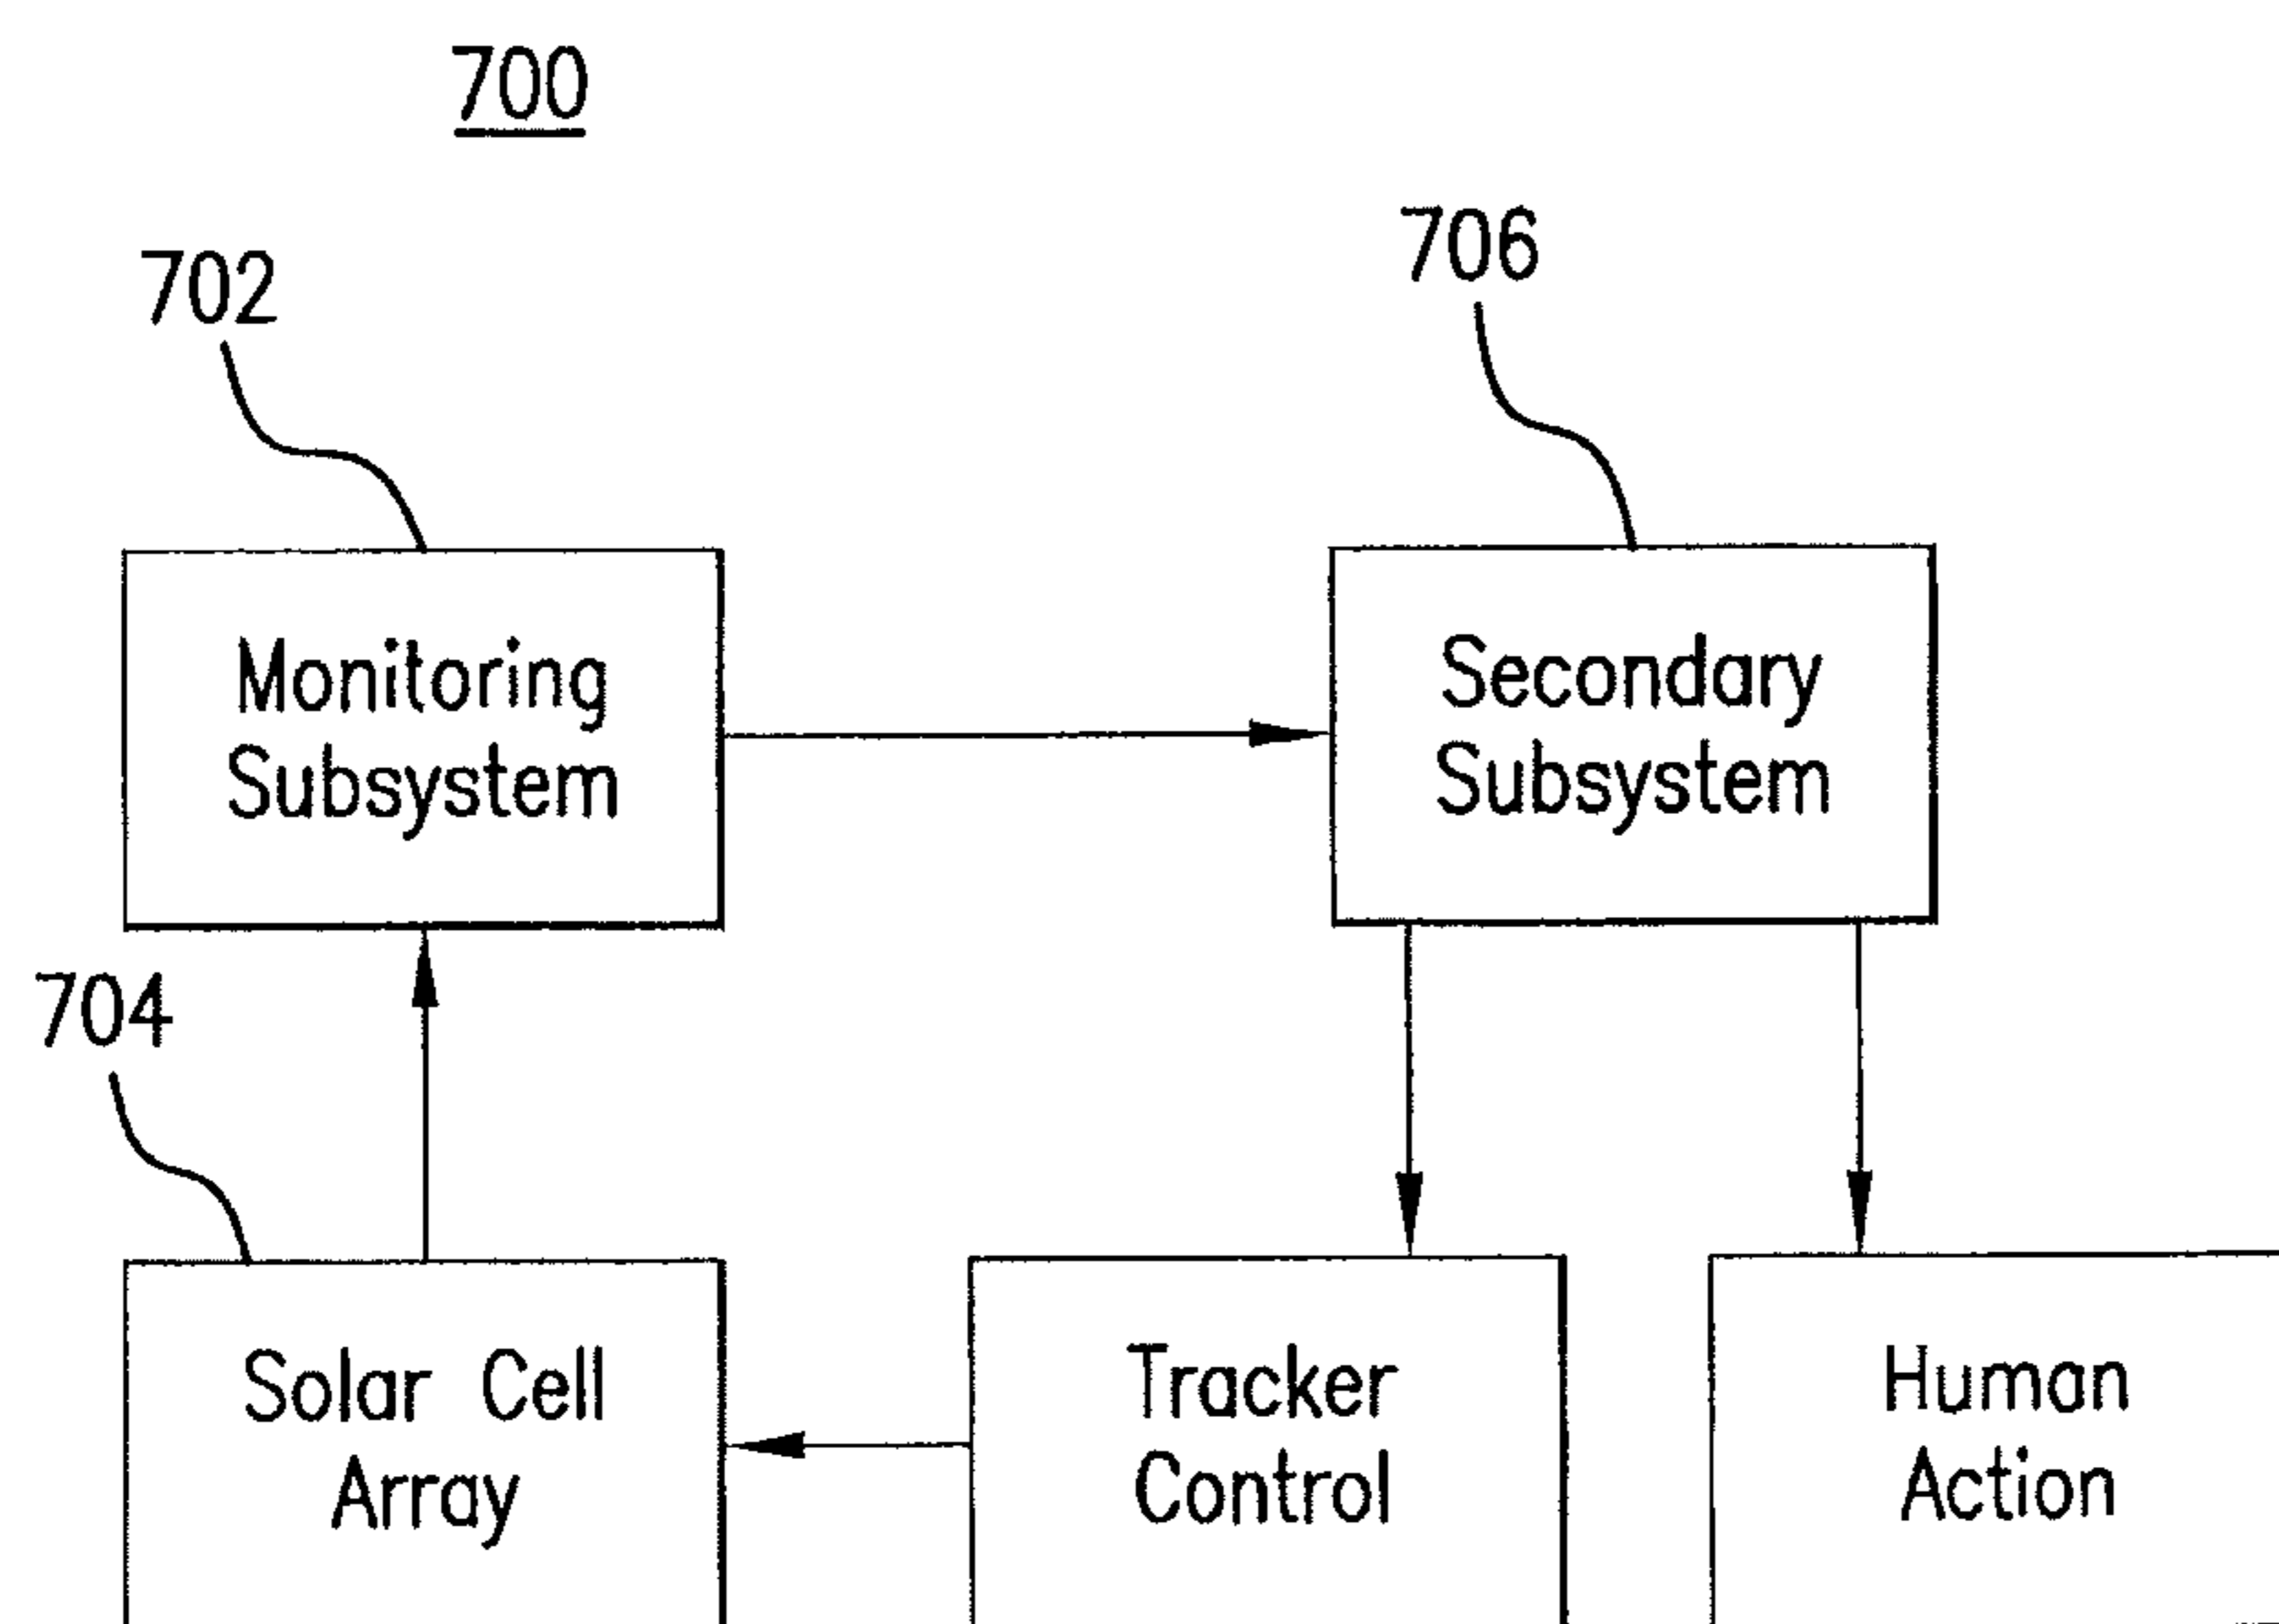 700
702
706
Monitoring
Subsystem
Secondary
Subsystem
704
Solar Cell
Array
Tracker
Control
Human
Action